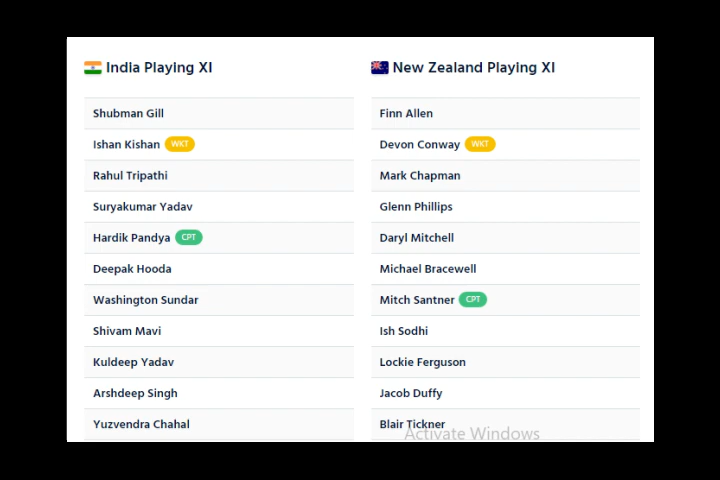 India Playing XI
Shubman Gill
Ishan Kishan WKT
Rahul Tripathi
Suryakumar Yadav
Hardik Pandya CPT
Deepak Hooda
Washington Sundar
Shivam Mavi
Kuldeep Yadav
Arshdeep Singh
Yuzvendra Chahal
New Zealand Playing XI
Finn Allen
Devon Conway WKT
Mark Chapman
Glenn Phillips
Daryl Mitchell
Michael Bracewell
Mitch Santner CPT
Ish Sodhi
Lockie Ferguson
Jacob Duffy
Blair Tickner
Activate Windows